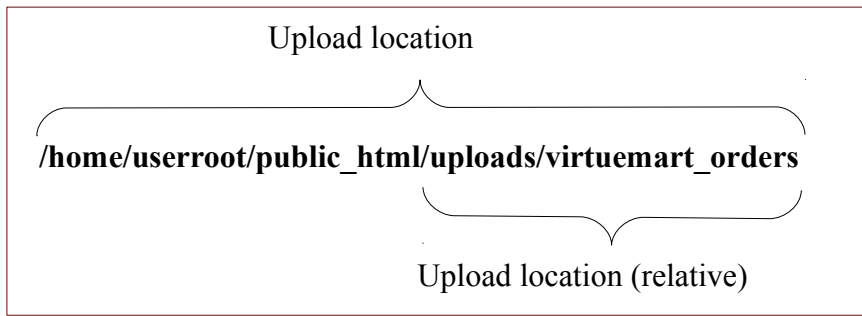 Upload location
/home/userroot/public_html/uploads/virtuemart_orders
Upload location (relative)